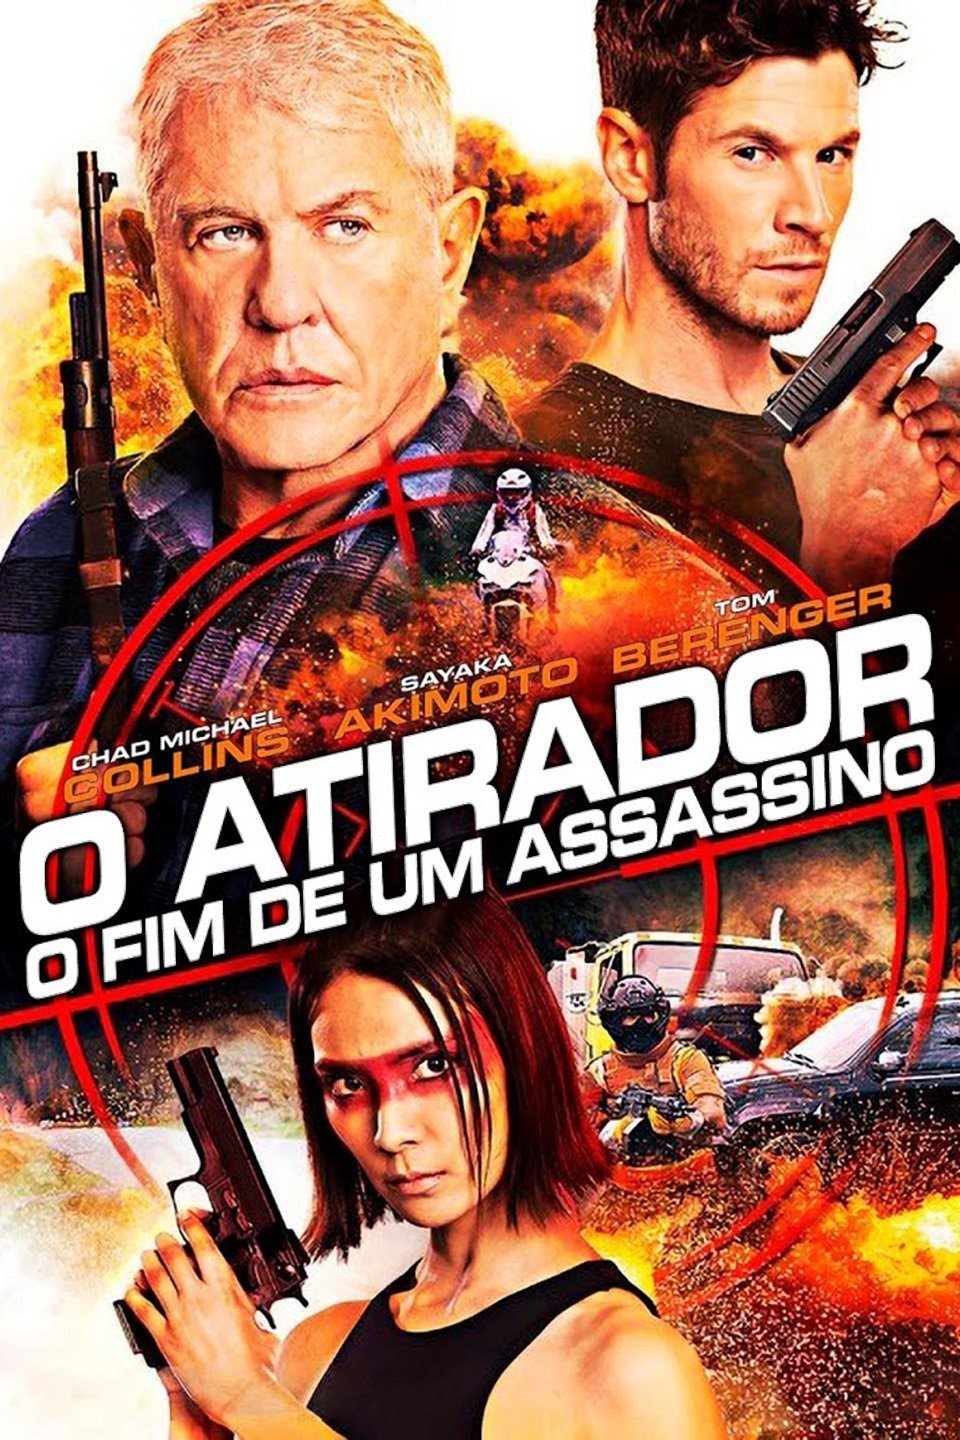 CHAD MICHAEL
COLLINS
SAYAKA
AKIMOTO
TOM
BERENGER
O ATIRADOR
O FIM DE UM ASSASSINO